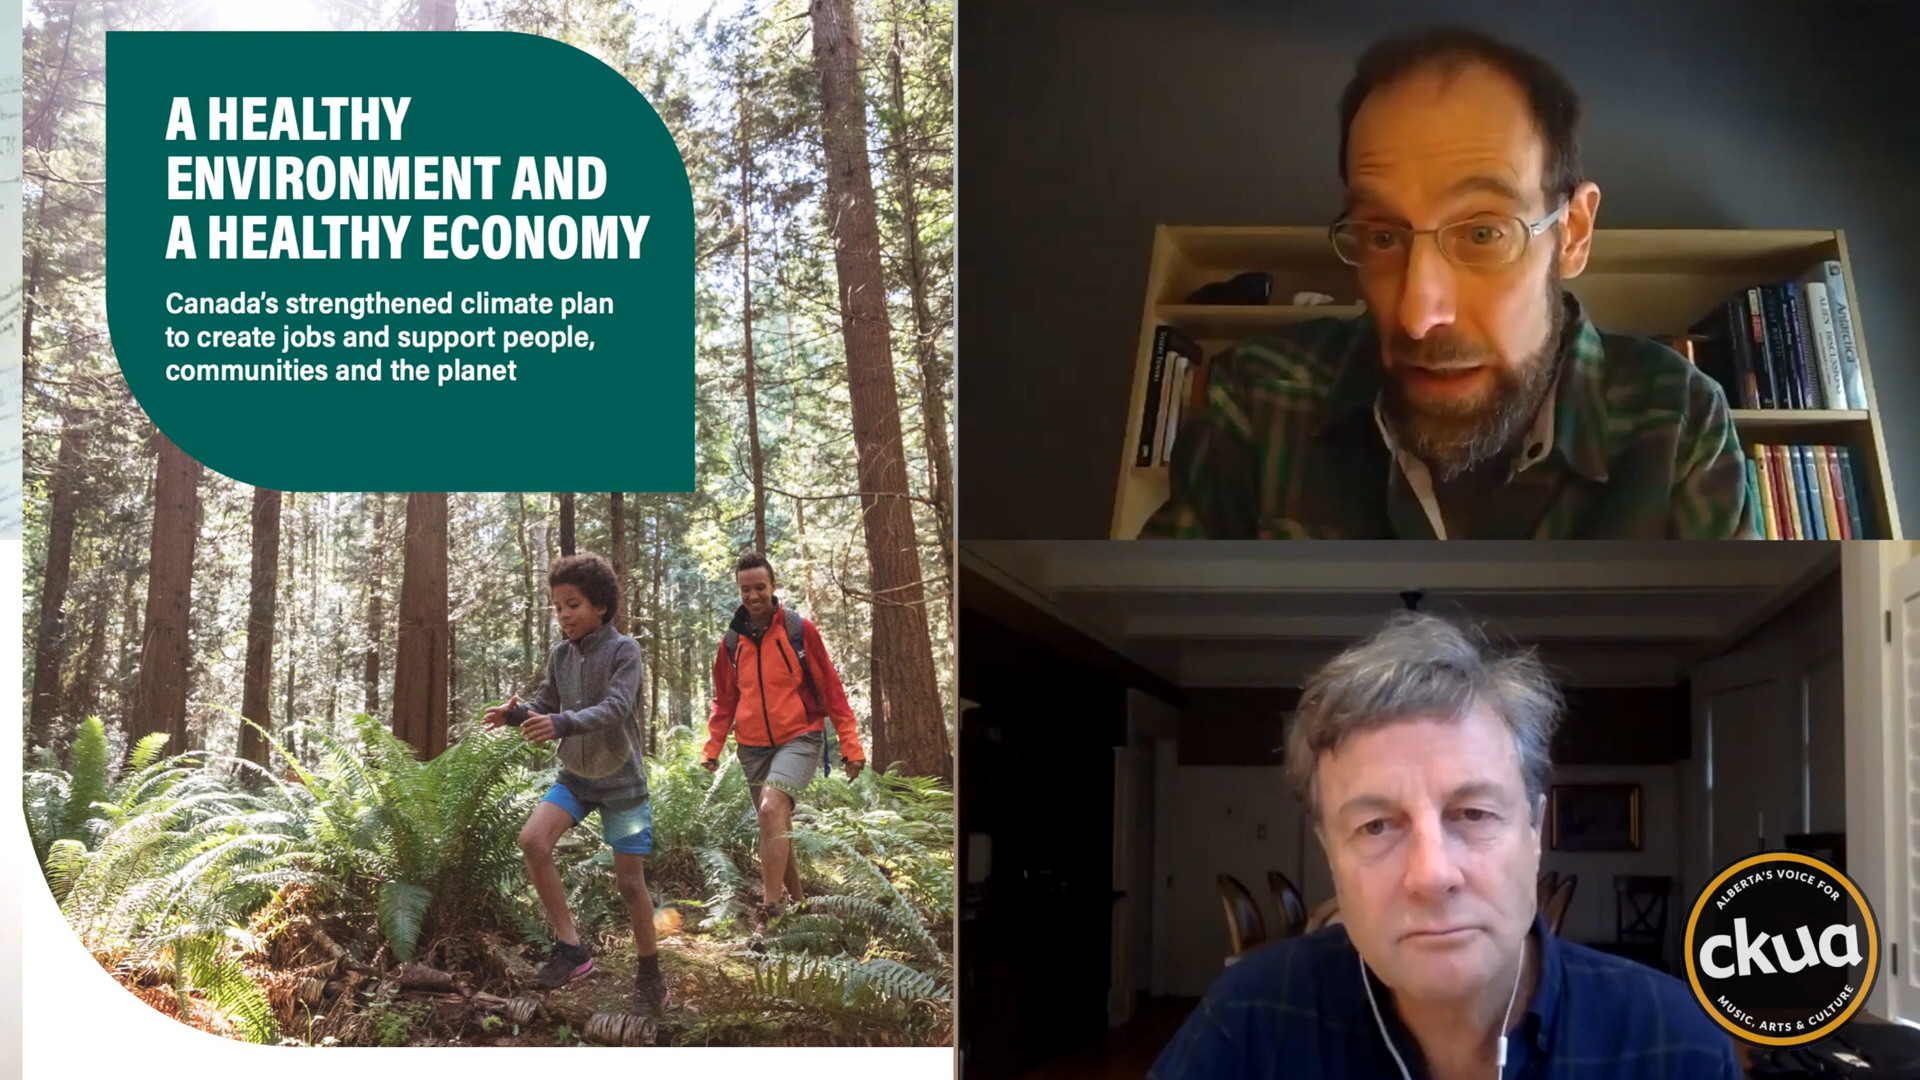 A HEALTHY
ENVIRONMENT AND
A HEALTHY ECONOMY
Canada's strengthened climate plan
to create jobs and support people,
communities and the planet
Antarctica
ALBERTA'S VOICE FOR
ckua
MUSIC, ARTS & CULTURE